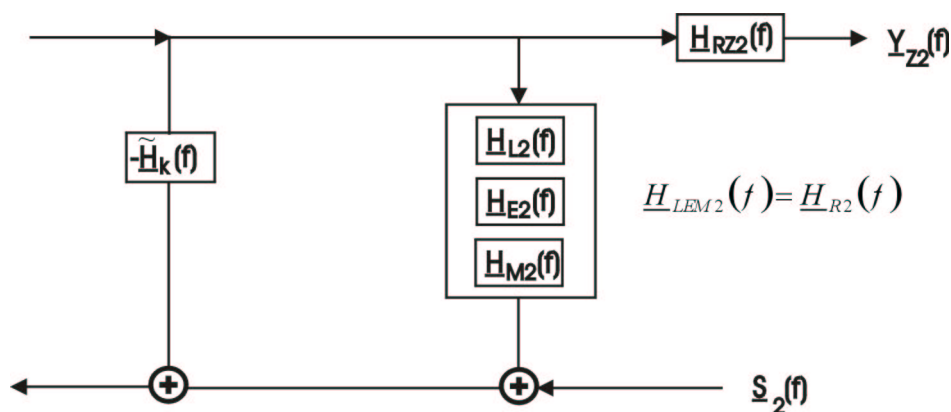 H_RZ2(f)
Y_Z2(f)
-H̃_k(f)
H_L2(f)
H_E2(f)
H_LEM2(f)=H_R2(f)
H_M2(f)
+
+
S_2(f)